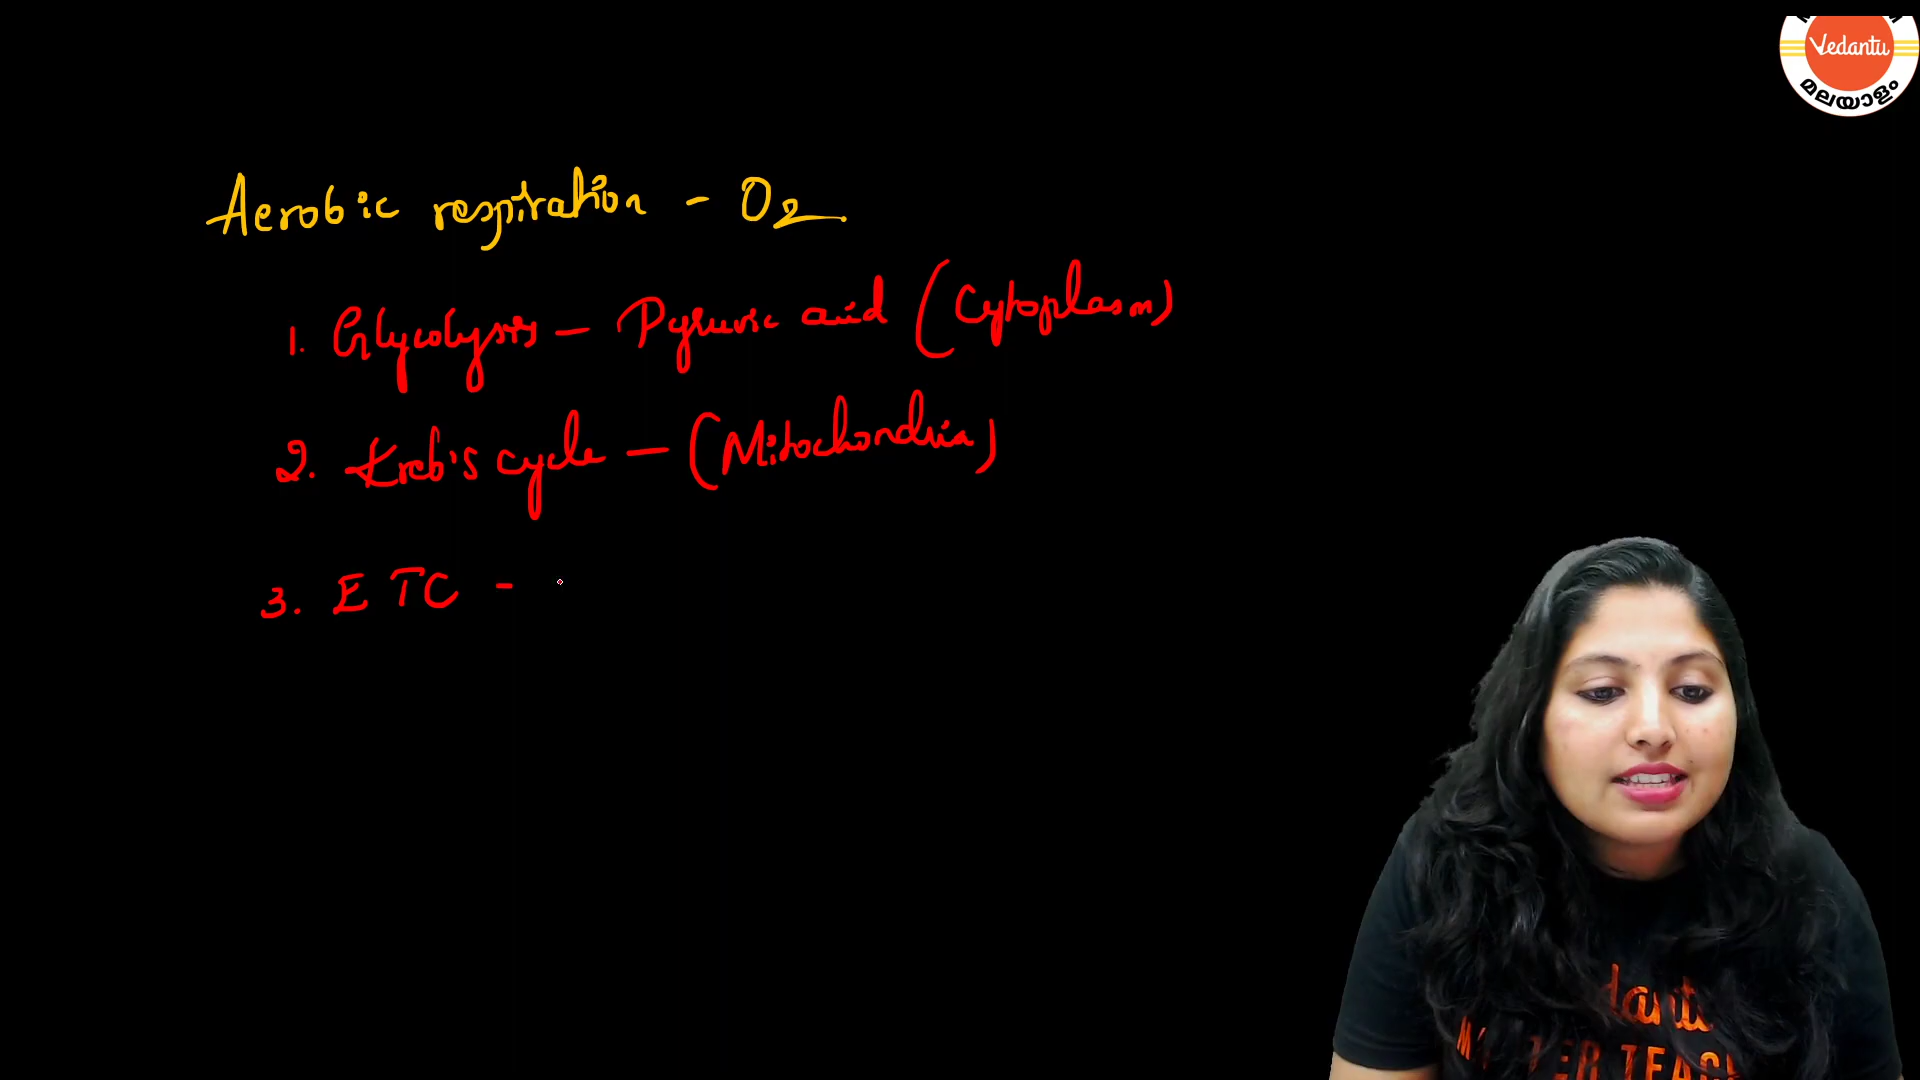 Vedantu
മലയാളം
Aerobic respiration - O2
1. Glycolysis — Pyruvic acid (Cytoplasm)
2. Kreb's cycle — (Mitochondria)
3. ETC -